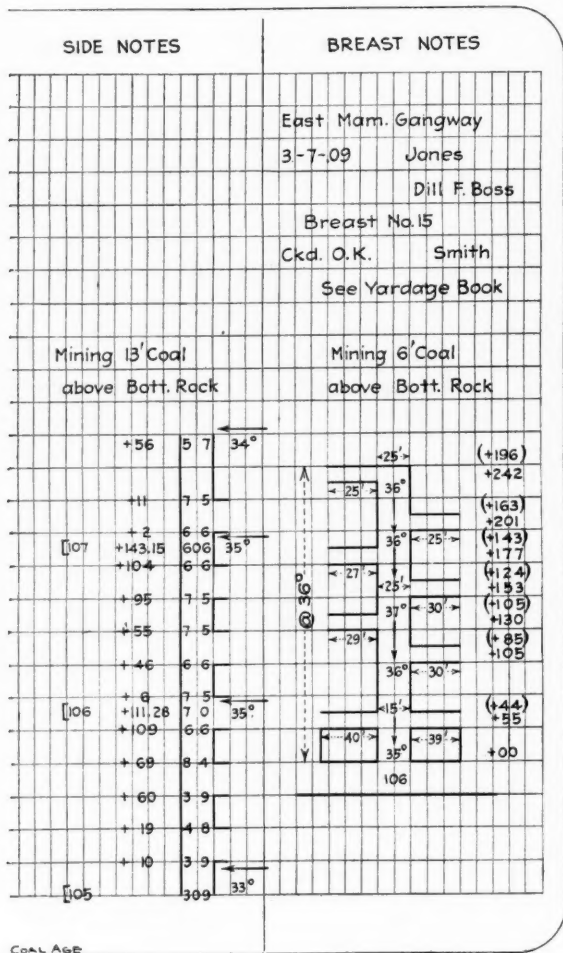 SIDE NOTES
BREAST NOTES
East Mam. Gangway
3-7-09 Jones
Dill F. Boss
Breast No.15
Ckd. O.K. Smith
See Yardage Book
Mining 13' Coal
above Bott. Rock
Mining 6' Coal
above Bott. Rock
+56 5 7 34°
+11 7 5
+2 6 6
[107 +143.15 606 35°
+104 6 6
+95 7 5
+55 7 5
+46 6 6
+6 7 5
[106 +111.28 7 0 35°
+109 6 6
+69 8 4
+60 3 9
+19 4 8
+10 3 9
[105 309 33°
25' (+196)
+242
25' 36° (+163)
+201
36° 25' (+143)
+177
27' 25' (+124)
+153
@ 36° 37° 30' (+105)
+130
29' (+85)
+105
36° 30'
15' (+44)
+55
40' 35° 39' +00
106
COAL AGE